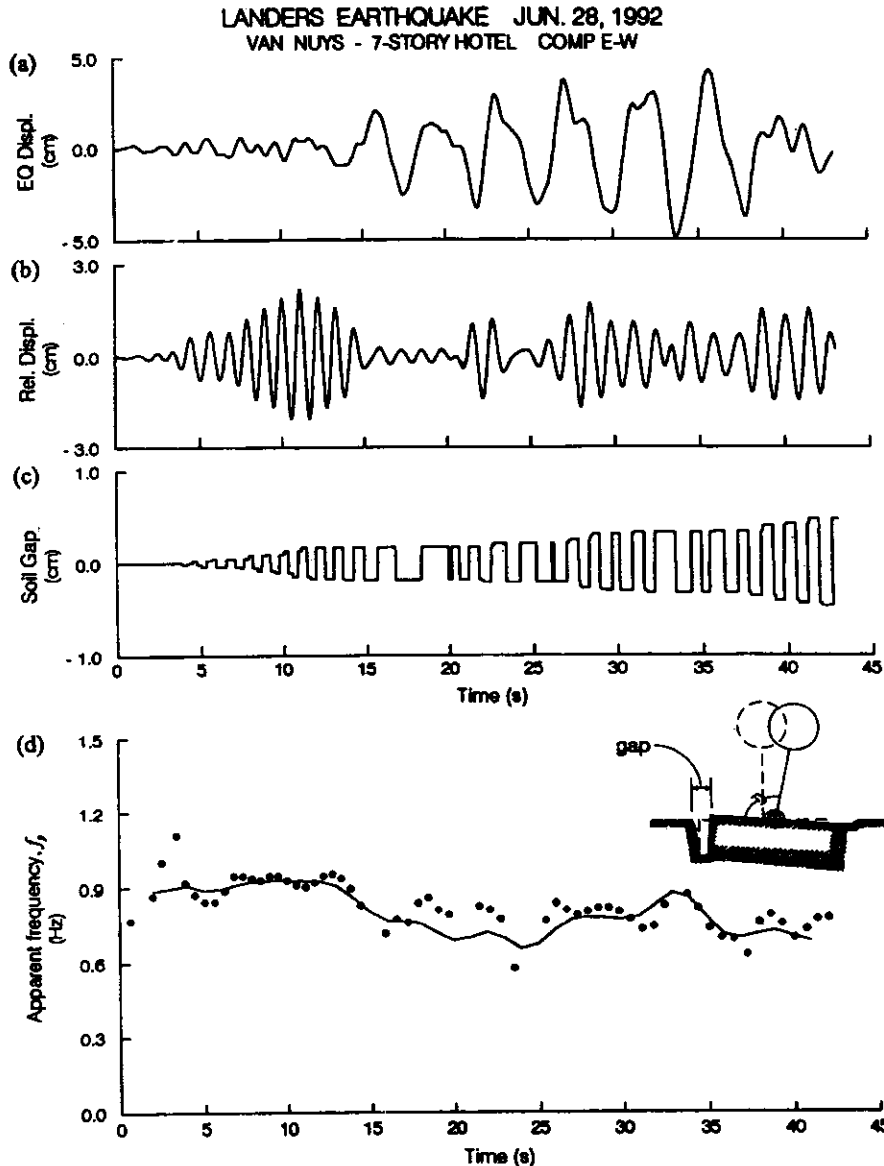 LANDERS EARTHQUAKE JUN. 28, 1992
VAN NUYS - 7-STORY HOTEL COMP E-W
(a)
EQ Displ.
(cm)
5.0
0.0
- 5.0
(b)
Rel. Displ.
(cm)
3.0
0.0
- 3.0
(c)
Soil Gap
(cm)
1.0
0.0
- 1.0
0 5 10 15 20 25 30 35 40 45
Time (s)
(d)
Apparent frequency, fp
(Hz)
1.5
1.2
0.9
0.6
0.3
0.0
gap
0 5 10 15 20 25 30 35 40 45
Time (s)